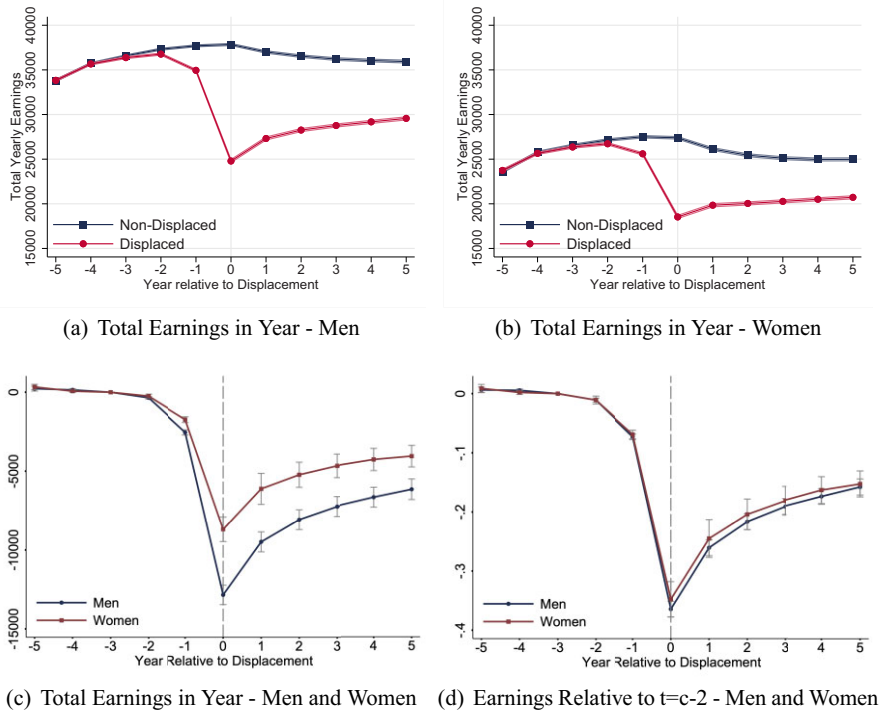 40000
35000
30000
25000
20000
15000
Total Yearly Earnings
Non-Displaced
Displaced
-5 -4 -3 -2 -1 0 1 2 3 4 5
Year relative to Displacement
(a) Total Earnings in Year - Men
40000
35000
30000
25000
20000
15000
Total Yearly Earnings
Non-Displaced
Displaced
-5 -4 -3 -2 -1 0 1 2 3 4 5
Year relative to Displacement
(b) Total Earnings in Year - Women
0
-5000
-10000
-15000
Men
Women
-5 -4 -3 -2 -1 0 1 2 3 4 5
Year Relative to Displacement
(c) Total Earnings in Year - Men and Women
0
-.1
-.2
-.3
-.4
Men
Women
-5 -4 -3 -2 -1 0 1 2 3 4 5
Year Relative to Displacement
(d) Earnings Relative to t=c-2 - Men and Women